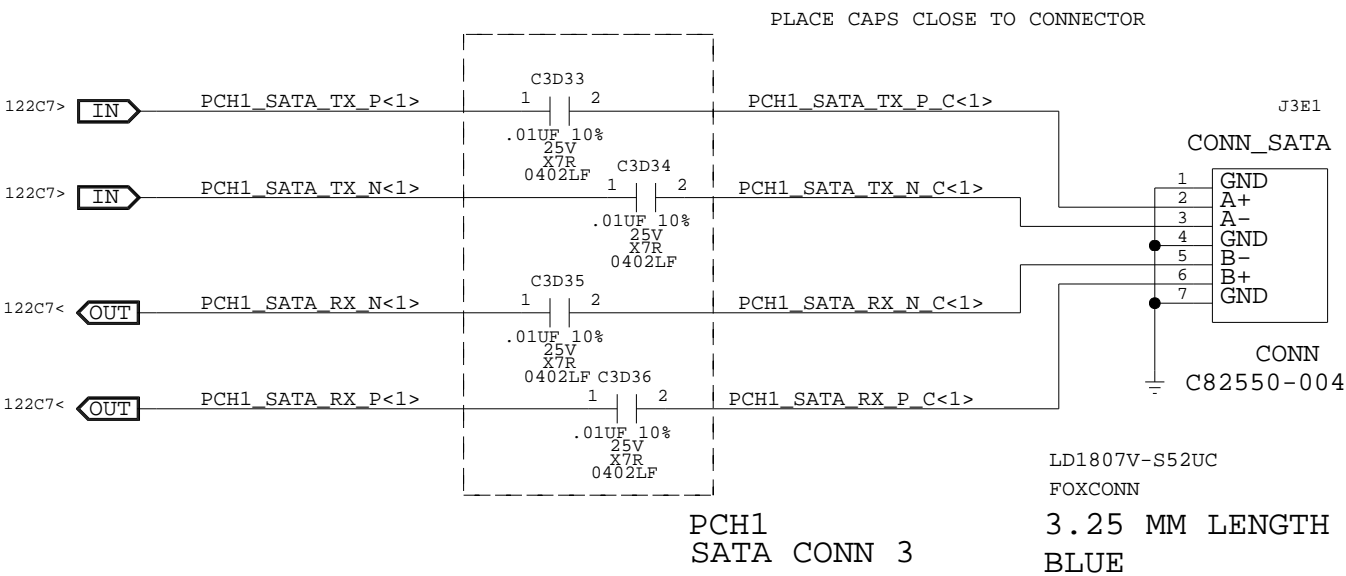 PLACE CAPS CLOSE TO CONNECTOR
C3D33
122C7> IN PCH1_SATA_TX_P<1> 1 2 PCH1_SATA_TX_P_C<1>
.01UF 10%
25V
X7R
0402LF
J3E1
CONN_SATA
C3D34
122C7> IN PCH1_SATA_TX_N<1> 1 2 PCH1_SATA_TX_N_C<1>
.01UF 10%
25V
X7R
0402LF
1 GND
2 A+
3 A-
4 GND
5 B-
6 B+
7 GND
C3D35
122C7< OUT PCH1_SATA_RX_N<1> 1 2 PCH1_SATA_RX_N_C<1>
.01UF 10%
25V
X7R
0402LF
CONN
C82550-004
C3D36
122C7< OUT PCH1_SATA_RX_P<1> 1 2 PCH1_SATA_RX_P_C<1>
.01UF 10%
25V
X7R
0402LF
LD1807V-S52UC
FOXCONN
PCH1
SATA CONN 3
3.25 MM LENGTH
BLUE